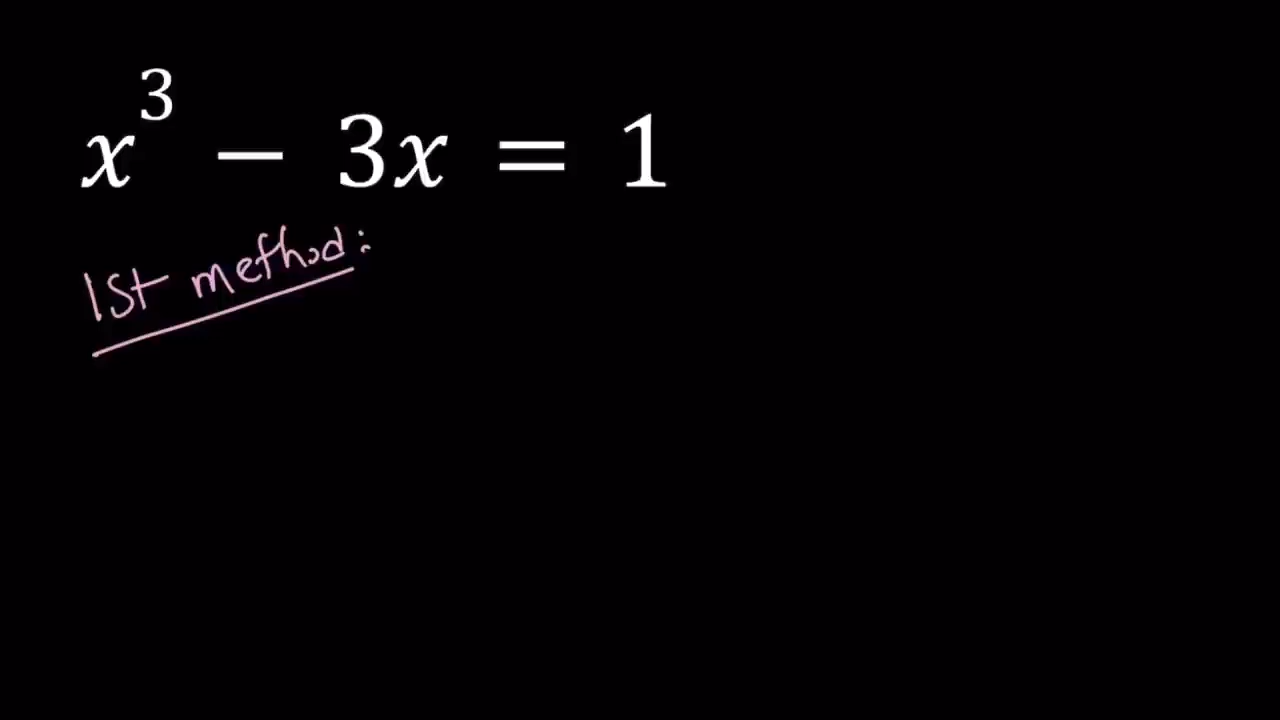 x³ − 3x = 1
1st method: